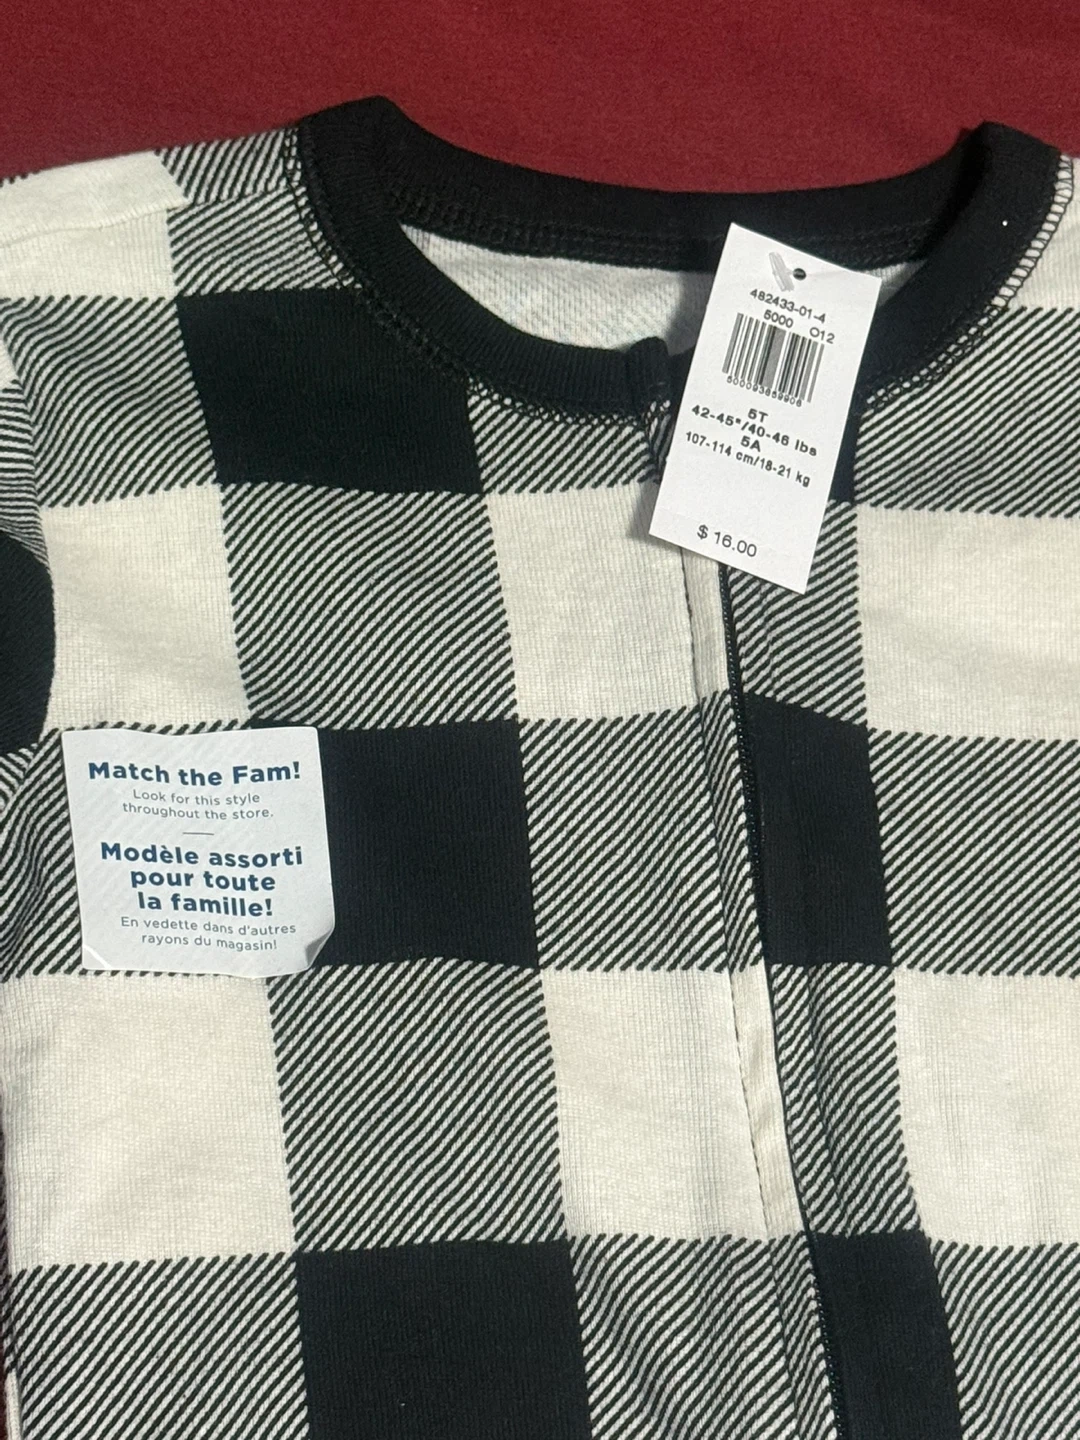 482433-01-4
5000 O12
500093659906
5T
42-45"/40-46 lbs
5A
107-114 cm/18-21 kg
$ 16.00
Match the Fam!
Look for this style
throughout the store.
Modèle assorti
pour toute
la famille!
En vedette dans d'autres
rayons du magasin!